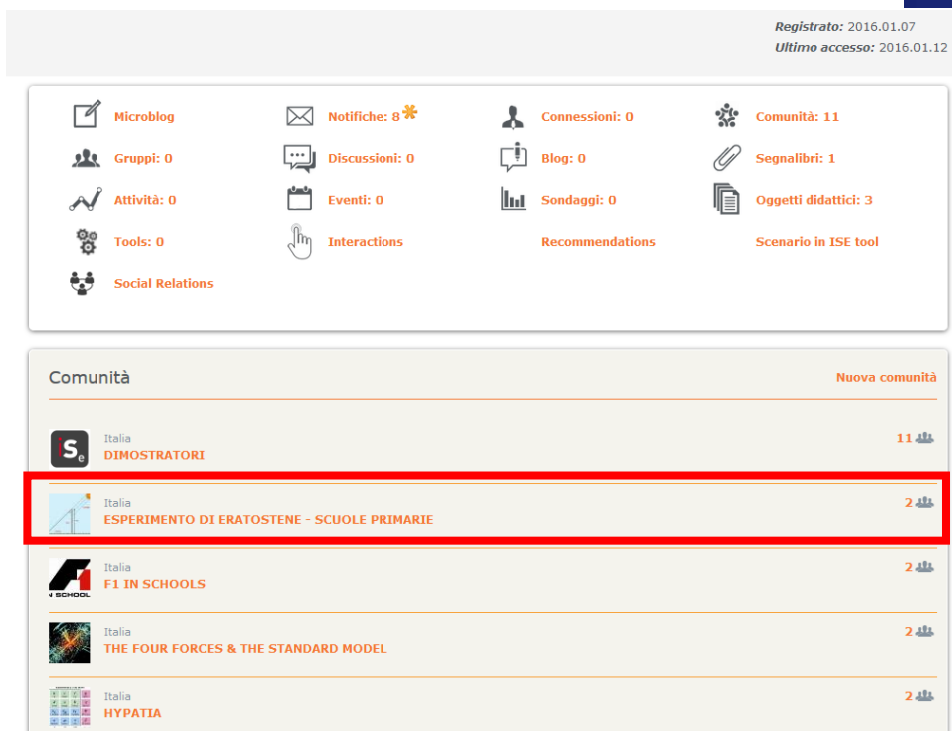 Registrato: 2016.01.07
Ultimo accesso: 2016.01.12
Microblog
Notifiche: 8
Connessioni: 0
Comunità: 11
Gruppi: 0
Discussioni: 0
Blog: 0
Segnalibri: 1
Attività: 0
Eventi: 0
Sondaggi: 0
Oggetti didattici: 3
Tools: 0
Interactions
Recommendations
Scenario in ISE tool
Social Relations
Comunità
Nuova comunità
Italia
DIMOSTRATORI
11
Italia
ESPERIMENTO DI ERATOSTENE - SCUOLE PRIMARIE
2
Italia
F1 IN SCHOOLS
2
Italia
THE FOUR FORCES & THE STANDARD MODEL
2
Italia
HYPATIA
2